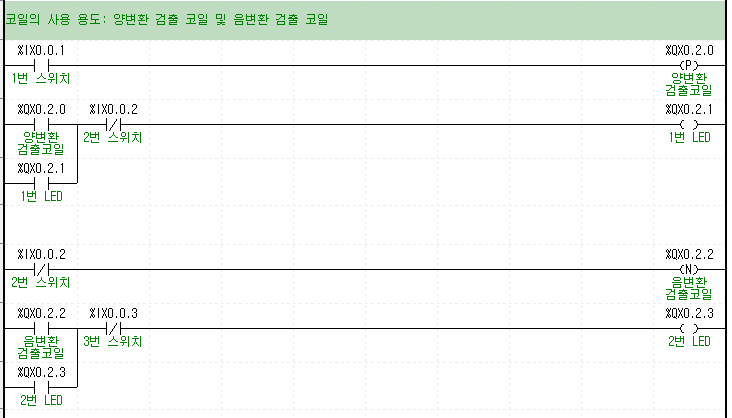 코일의 사용 용도: 양변환 검출 코일 및 음변환 검출 코일
%IX0.0.1 %QX0.2.0
P
1번 스위치 양변환
검출코일
%QX0.2.0 %IX0.0.2 %QX0.2.1
양변환 2번 스위치 1번 LED
검출코일
%QX0.2.1
1번 LED
%IX0.0.2 %QX0.2.2
N
2번 스위치 음변환
검출코일
%QX0.2.2 %IX0.0.3 %QX0.2.3
음변환 3번 스위치 2번 LED
검출코일
%QX0.2.3
2번 LED